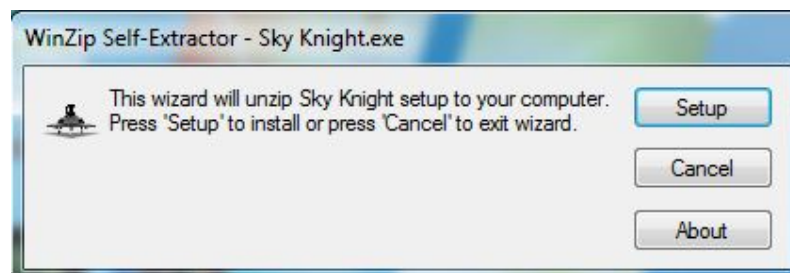 WinZip Self-Extractor - Sky Knight.exe
This wizard will unzip Sky Knight setup to your computer.
Press 'Setup' to install or press 'Cancel' to exit wizard.
Setup
Cancel
About